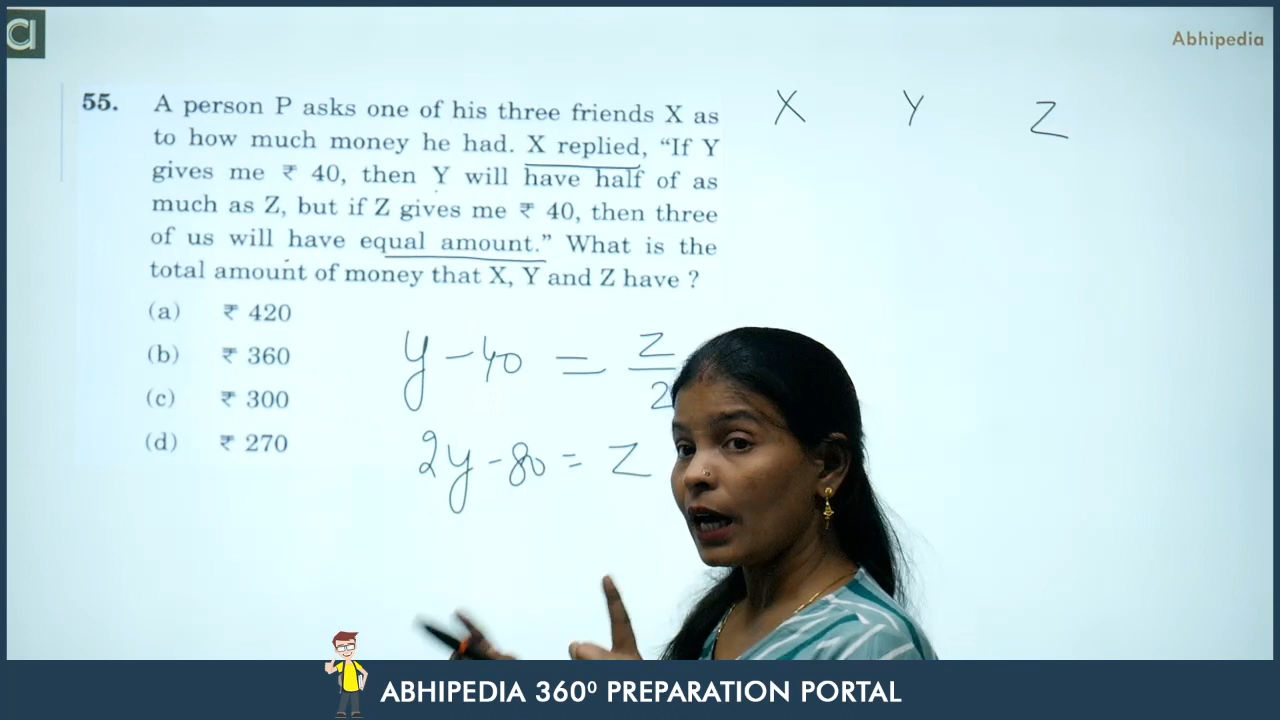 Abhipedia
55. A person P asks one of his three friends X as
to how much money he had. X replied, “If Y
gives me ₹ 40, then Y will have half of as
much as Z, but if Z gives me ₹ 40, then three
of us will have equal amount.” What is the
total amount of money that X, Y and Z have ?
(a) ₹ 420
(b) ₹ 360
(c) ₹ 300
(d) ₹ 270
X Y Z
y - 40 = z/2
2y - 80 = z
ABHIPEDIA 360⁰ PREPARATION PORTAL